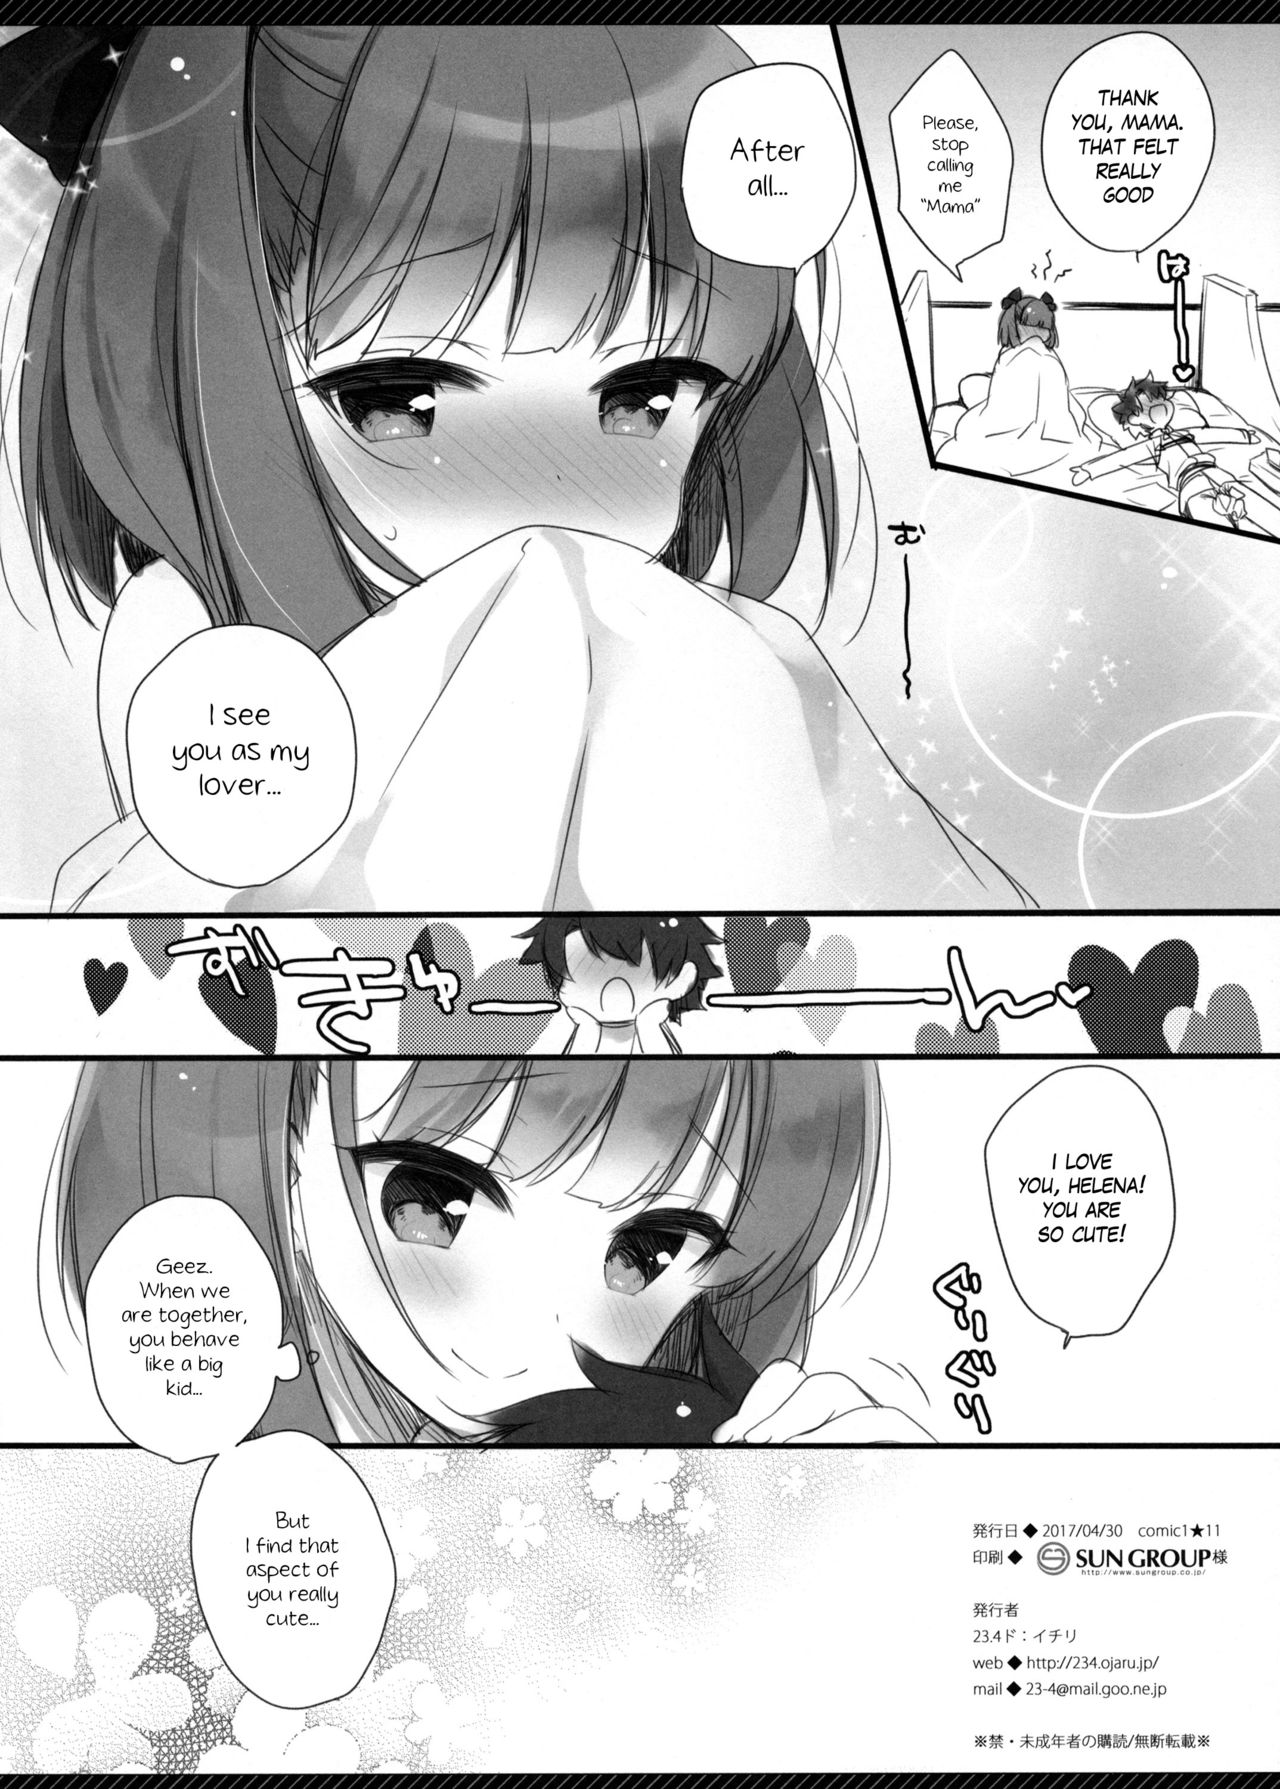 THANK
YOU, MAMA.
THAT FELT
REALLY
GOOD
は
Please,
stop
calling
me
"Mama"
After
all...
む
I see
you as my
lover...
ずきゅーーん
I LOVE
YOU, HELENA!
YOU ARE
SO CUTE!
Geez.
When we
are together,
you behave
like a big
kid...
But
I find that
aspect of
you really
cute...
発行日◆2017/04/30 comic1★11
印刷◆ SUN GROUP様
http://www.sungroup.co.jp/
発行者
23.4ド：イチリ
web◆http://234.ojaru.jp/
mail◆23-4@mail.goo.ne.jp
※禁・未成年者の購読/無断転載※